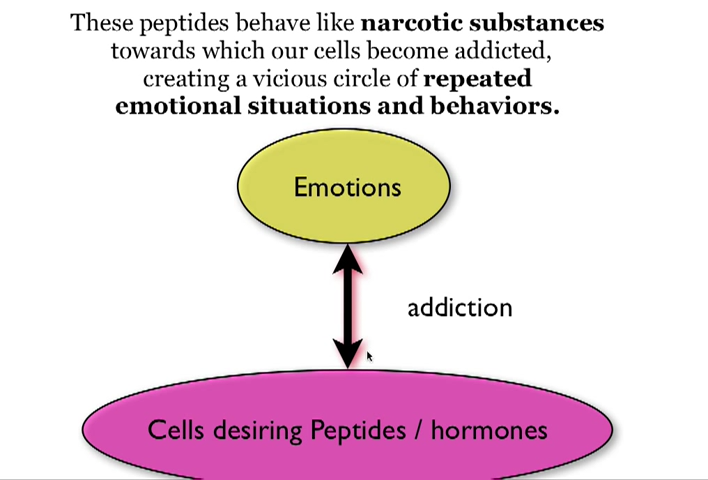 These peptides behave like narcotic substances
towards which our cells become addicted,
creating a vicious circle of repeated
emotional situations and behaviors.
Emotions
addiction
Cells desiring Peptides / hormones